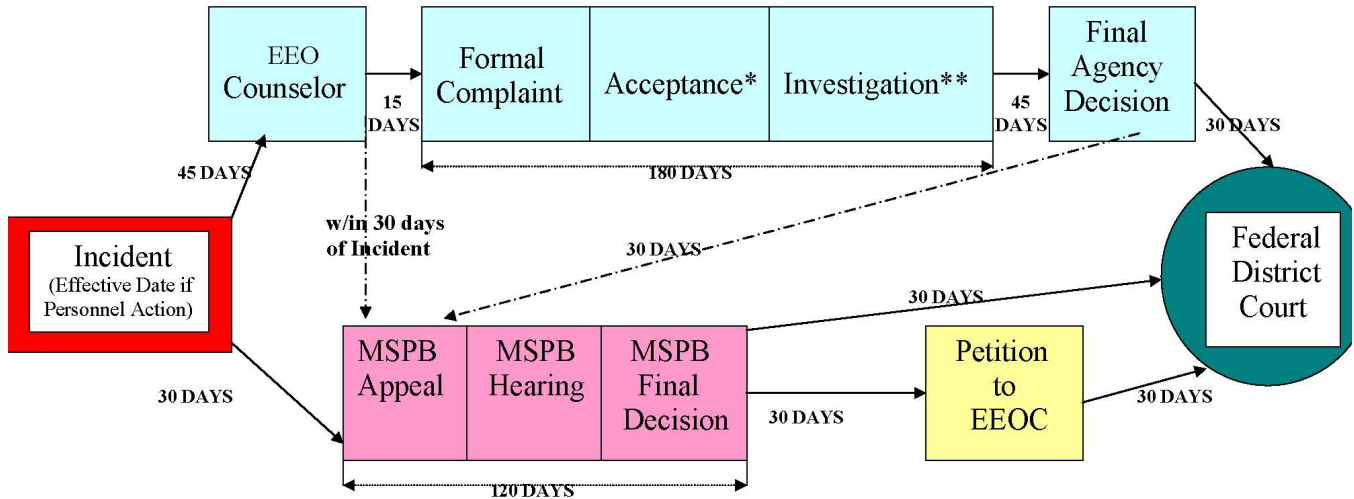 EEO
Counselor
15
DAYS
Formal
Complaint
Acceptance*
Investigation**
45
DAYS
Final
Agency
Decision
30 DAYS
45 DAYS
180 DAYS
w/in 30 days
of Incident
30 DAYS
Incident
(Effective Date if
Personnel Action)
30 DAYS
MSPB
Appeal
MSPB
Hearing
MSPB
Final
Decision
120 DAYS
30 DAYS
30 DAYS
Petition
to
EEOC
30 DAYS
Federal
District
Court